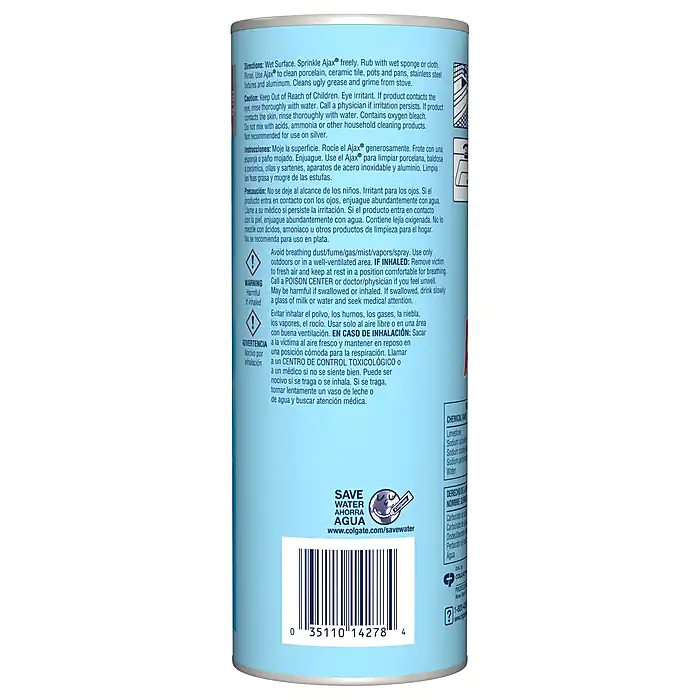 Directions: Wet Surface. Sprinkle Ajax® freely. Rub with wet sponge or cloth.
Rinse. Use Ajax® to clean porcelain, ceramic tile, pots and pans, stainless steel
fixtures and aluminum. Cleans ugly grease and grime from stove.
Caution: Keep Out of Reach of Children. Eye irritant. If product contacts the
eye, rinse thoroughly with water. Call a physician if irritation persists. If product
contacts the skin, rinse thoroughly with water. Contains oxygen bleach.
Do not mix with acids, ammonia or other household cleaning products.
Not recommended for use on silver.
Instrucciones: Moje la superficie. Rocie el Ajax® generosamente. Frote con una
esponja o paño mojado. Enjuague. Use el Ajax® para limpiar porcelana, baldosa
a cerámica, ollas y sartenes, aparatos de acero inoxidable y aluminio. Limpia
las feas grasa y mugre de las estufas.
Precaución: No se deje al alcance de los niños. Irritant para los ojos. Si el
producto entra en contacto con los ojos, enjuague abundantemente con agua.
Llame a su médico si persiste la irritación. Si el producto entra en contacto
con la piel, enjuague abundantemente con agua. Contiene lejía oxigenada. No lo
mezcle con ácidos, amoníaco u otros productos de limpieza para el hogar.
No se recomienda para uso en plata.
WARNING
Harmful
if inhaled
Avoid breathing dust/fume/gas/mist/vapors/spray. Use only
outdoors or in a well-ventilated area. IF INHALED: Remove victim
to fresh air and keep at rest in a position comfortable for breathing.
Call a POISON CENTER or doctor/physician if you feel unwell.
May be harmful if swallowed or inhaled. If swallowed, drink slowly
a glass of milk or water and seek medical attention.
ADVERTENCIA
Nocivo por
inhalación
Evitar inhalar el polvo, los humos, los gases, la niebla,
los vapores, el rocío. Usar solo al aire libre o en una área
con buena ventilación. EN CASO DE INHALACIÓN: Sacar
a la víctima al aire fresco y mantener en reposo en
una posición cómoda para la respiración. Llamar
a un CENTRO DE CONTROL TOXICOLÓGICO o
a un médico si no se siente bien. Puede ser
nocivo si se traga o se inhala. Si se traga,
tomar lentamente un vaso de leche o
de agua y buscar atención médica.
SAVE
WATER
AHORRA
AGUA
www.colgate.com/savewater
0 35110 14278 4
CHEMICAL
Limestone
Sodium
Sodium
Sodium
Water
Agua